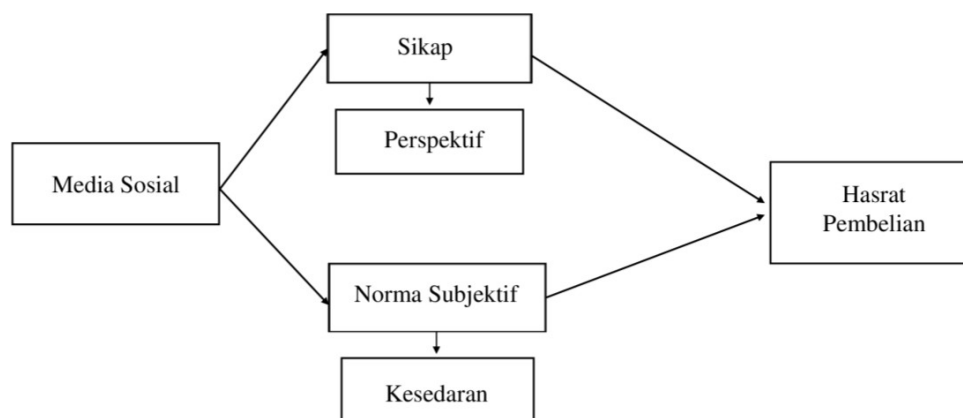 Sikap
Perspektif
Media Sosial
Hasrat
Pembelian
Norma Subjektif
Kesedaran